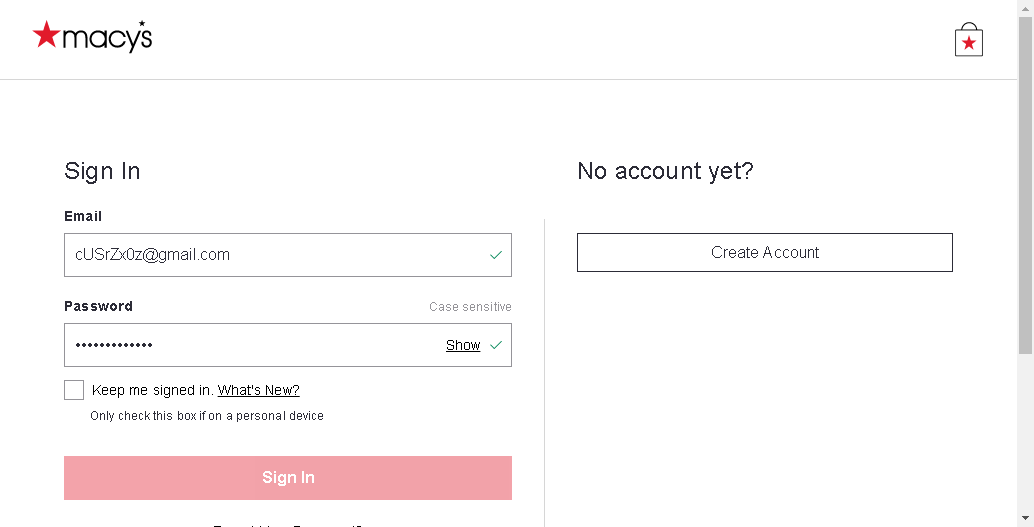 macy's
Sign In
Email
cUSrZx0z@gmail.com
Password
Case sensitive
•••••••••••••
Show
Keep me signed in. What's New?
Only check this box if on a personal device
Sign In
No account yet?
Create Account